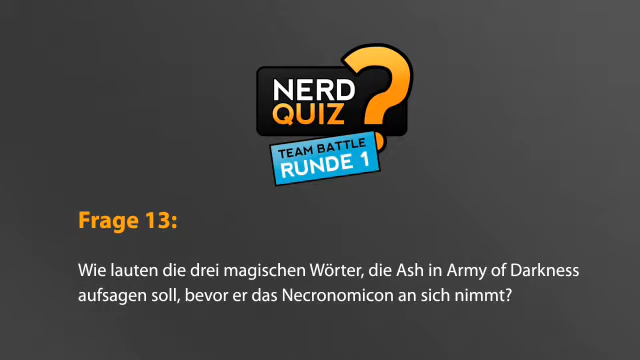 NERD
QUIZ
TEAM BATTLE
RUNDE 1
Frage 13:
Wie lauten die drei magischen Wörter, die Ash in Army of Darkness
aufsagen soll, bevor er das Necronomicon an sich nimmt?